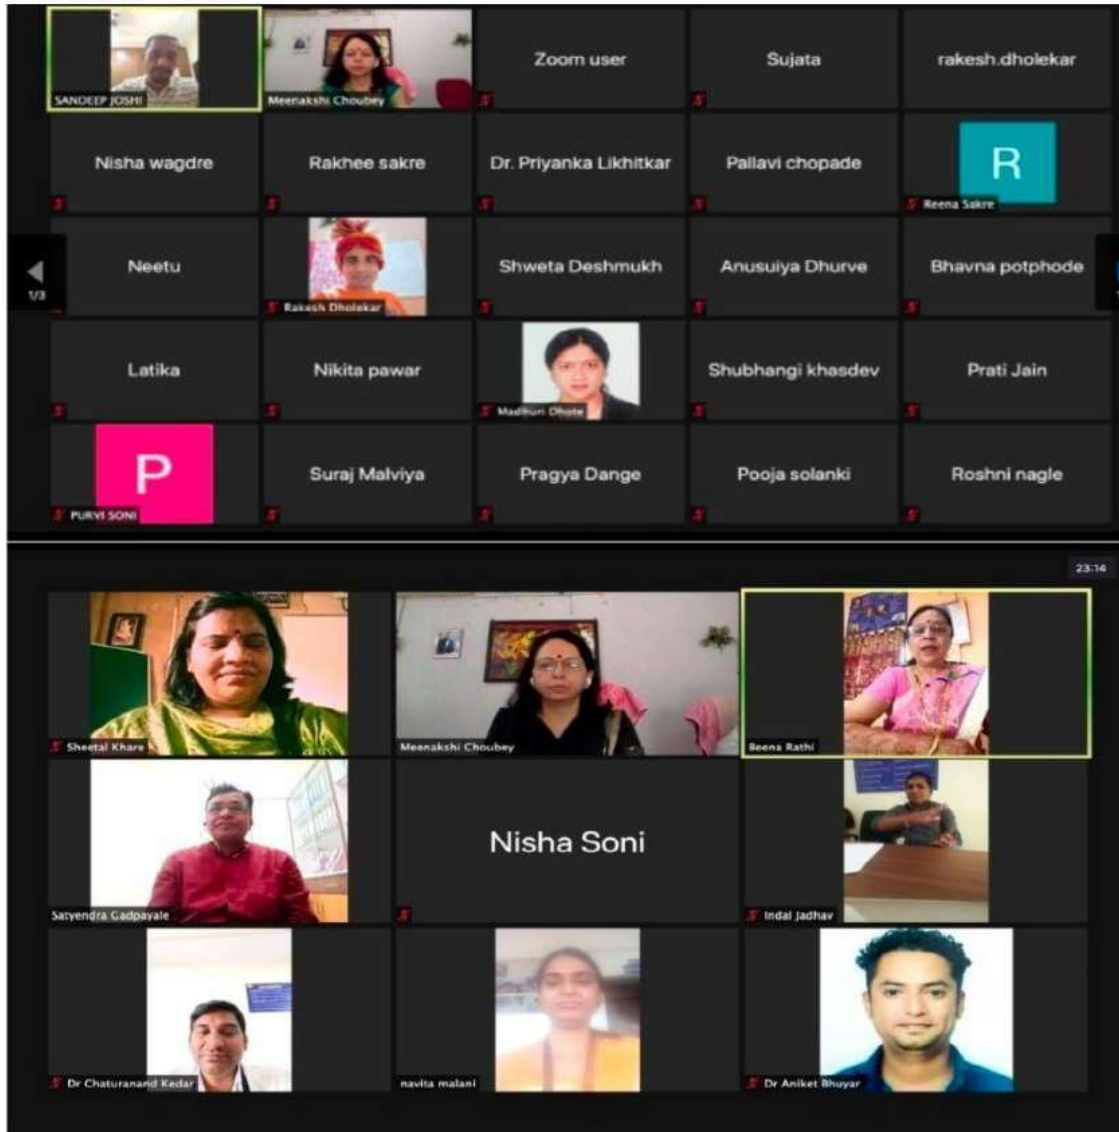 SANDEEP JOSHI
Meenakshi Choubey
Zoom user
Sujata
rakesh.dholekar
Nisha wagdre
Rakhee sakre
Dr. Priyanka Likhitkar
Pallavi chopade
R
Reena Sakre
Neetu
Rakesh Dholekar
Shweta Deshmukh
Anusuiya Dhurve
Bhavna potphode
1/3
Latika
Nikita pawar
Madhuri Dhote
Shubhangi khasdev
Prati Jain
P
PURVI SONI
Suraj Malviya
Pragya Dange
Pooja solanki
Roshni nagle
23:14
Sheetal Khare
Meenakshi Choubey
Beena Rathi
Satyendra Gadpayale
Nisha Soni
Indal Jadhav
Dr Chaturanand Kedar
navita malani
Dr Aniket Bhuyar